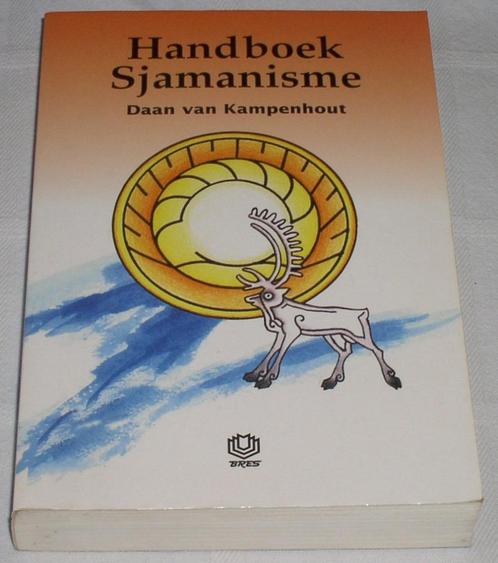 Handboek
Sjamanisme
Daan van Kampenhout
BRES